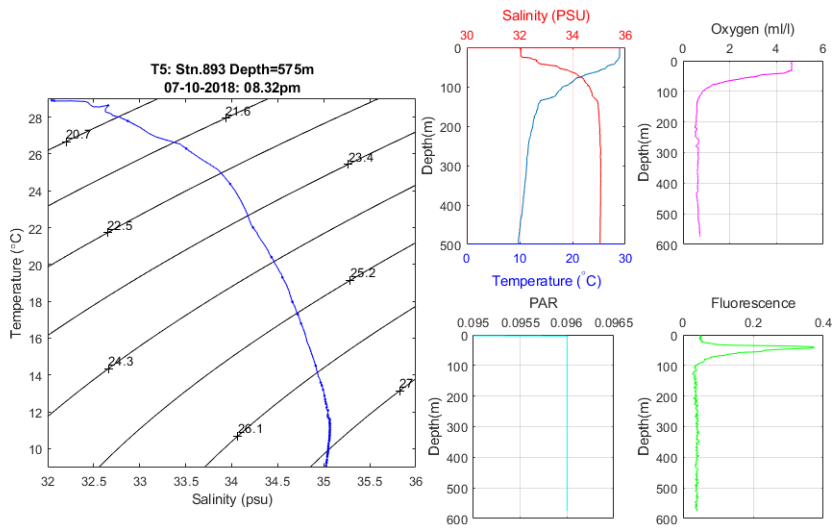 T5: Stn.893 Depth=575m
07-10-2018: 08.32pm
28
26
24
22
20
18
16
14
12
10
Temperature (°C)
20.7
21.6
22.5
23.4
24.3
25.2
26.1
27
32 32.5 33 33.5 34 34.5 35 35.5 36
Salinity (psu)
Salinity (PSU)
30 32 34 36
0
100
200
300
400
500
Depth(m)
0 10 20 30
Temperature (°C)
Oxygen (ml/l)
0 2 4 6
0
100
200
300
400
500
600
Depth(m)
PAR
0.095 0.0955 0.096 0.0965
0
100
200
300
400
500
600
Depth(m)
Fluorescence
0 0.2 0.4
0
100
200
300
400
500
600
Depth(m)